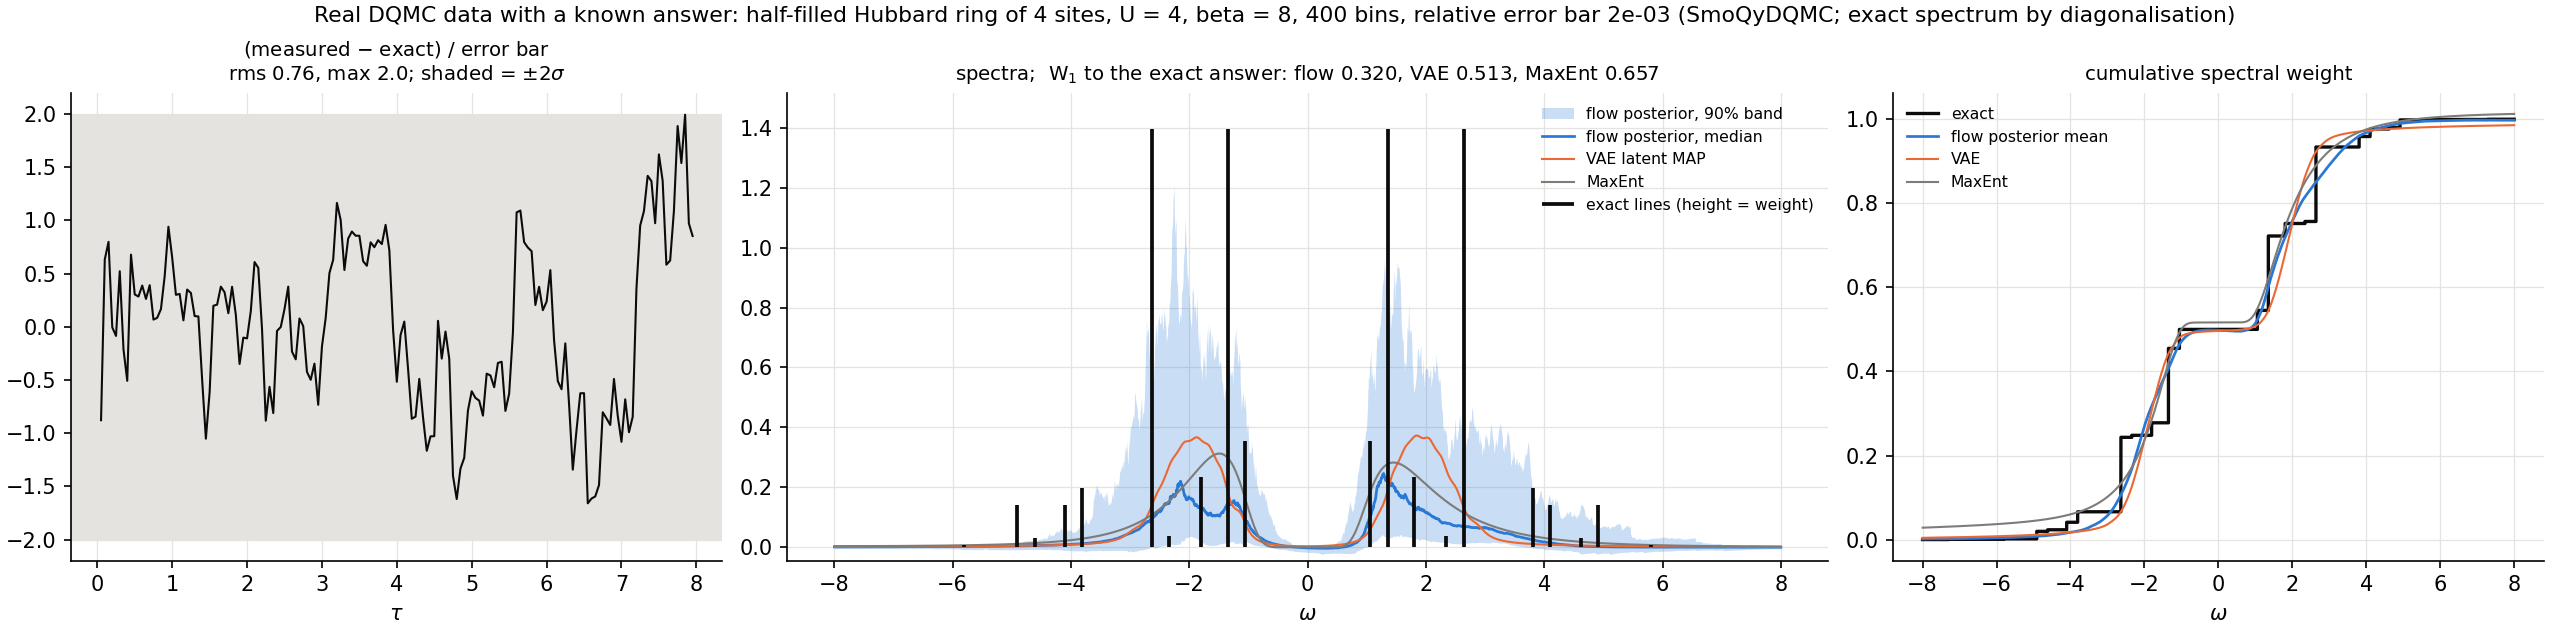 Real DQMC data with a known answer: half-filled Hubbard ring of 4 sites, U = 4, beta = 8, 400 bins, relative error bar 2e-03 (SmoQyDQMC; exact spectrum by diagonalisation)
(measured − exact) / error bar
rms 0.76, max 2.0; shaded = ±2σ
2.0
1.5
1.0
0.5
0.0
−0.5
−1.0
−1.5
−2.0
0 1 2 3 4 5 6 7 8
τ
spectra; W₁ to the exact answer: flow 0.320, VAE 0.513, MaxEnt 0.657
flow posterior, 90% band
flow posterior, median
VAE latent MAP
MaxEnt
exact lines (height = weight)
1.4
1.2
1.0
0.8
0.6
0.4
0.2
0.0
−8 −6 −4 −2 0 2 4 6 8
ω
cumulative spectral weight
exact
flow posterior mean
VAE
MaxEnt
1.0
0.8
0.6
0.4
0.2
0.0
−8 −6 −4 −2 0 2 4 6 8
ω